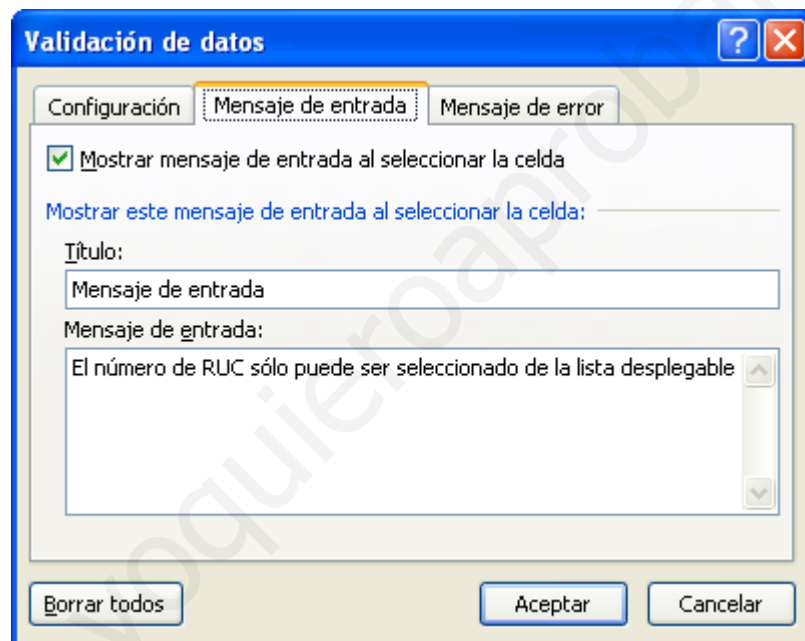 Validación de datos
Configuración
Mensaje de entrada
Mensaje de error
Mostrar mensaje de entrada al seleccionar la celda
Mostrar este mensaje de entrada al seleccionar la celda:
Título:
Mensaje de entrada
Mensaje de entrada:
El número de RUC sólo puede ser seleccionado de la lista desplegable
Borrar todos
Aceptar
Cancelar
yoquieroaprobar